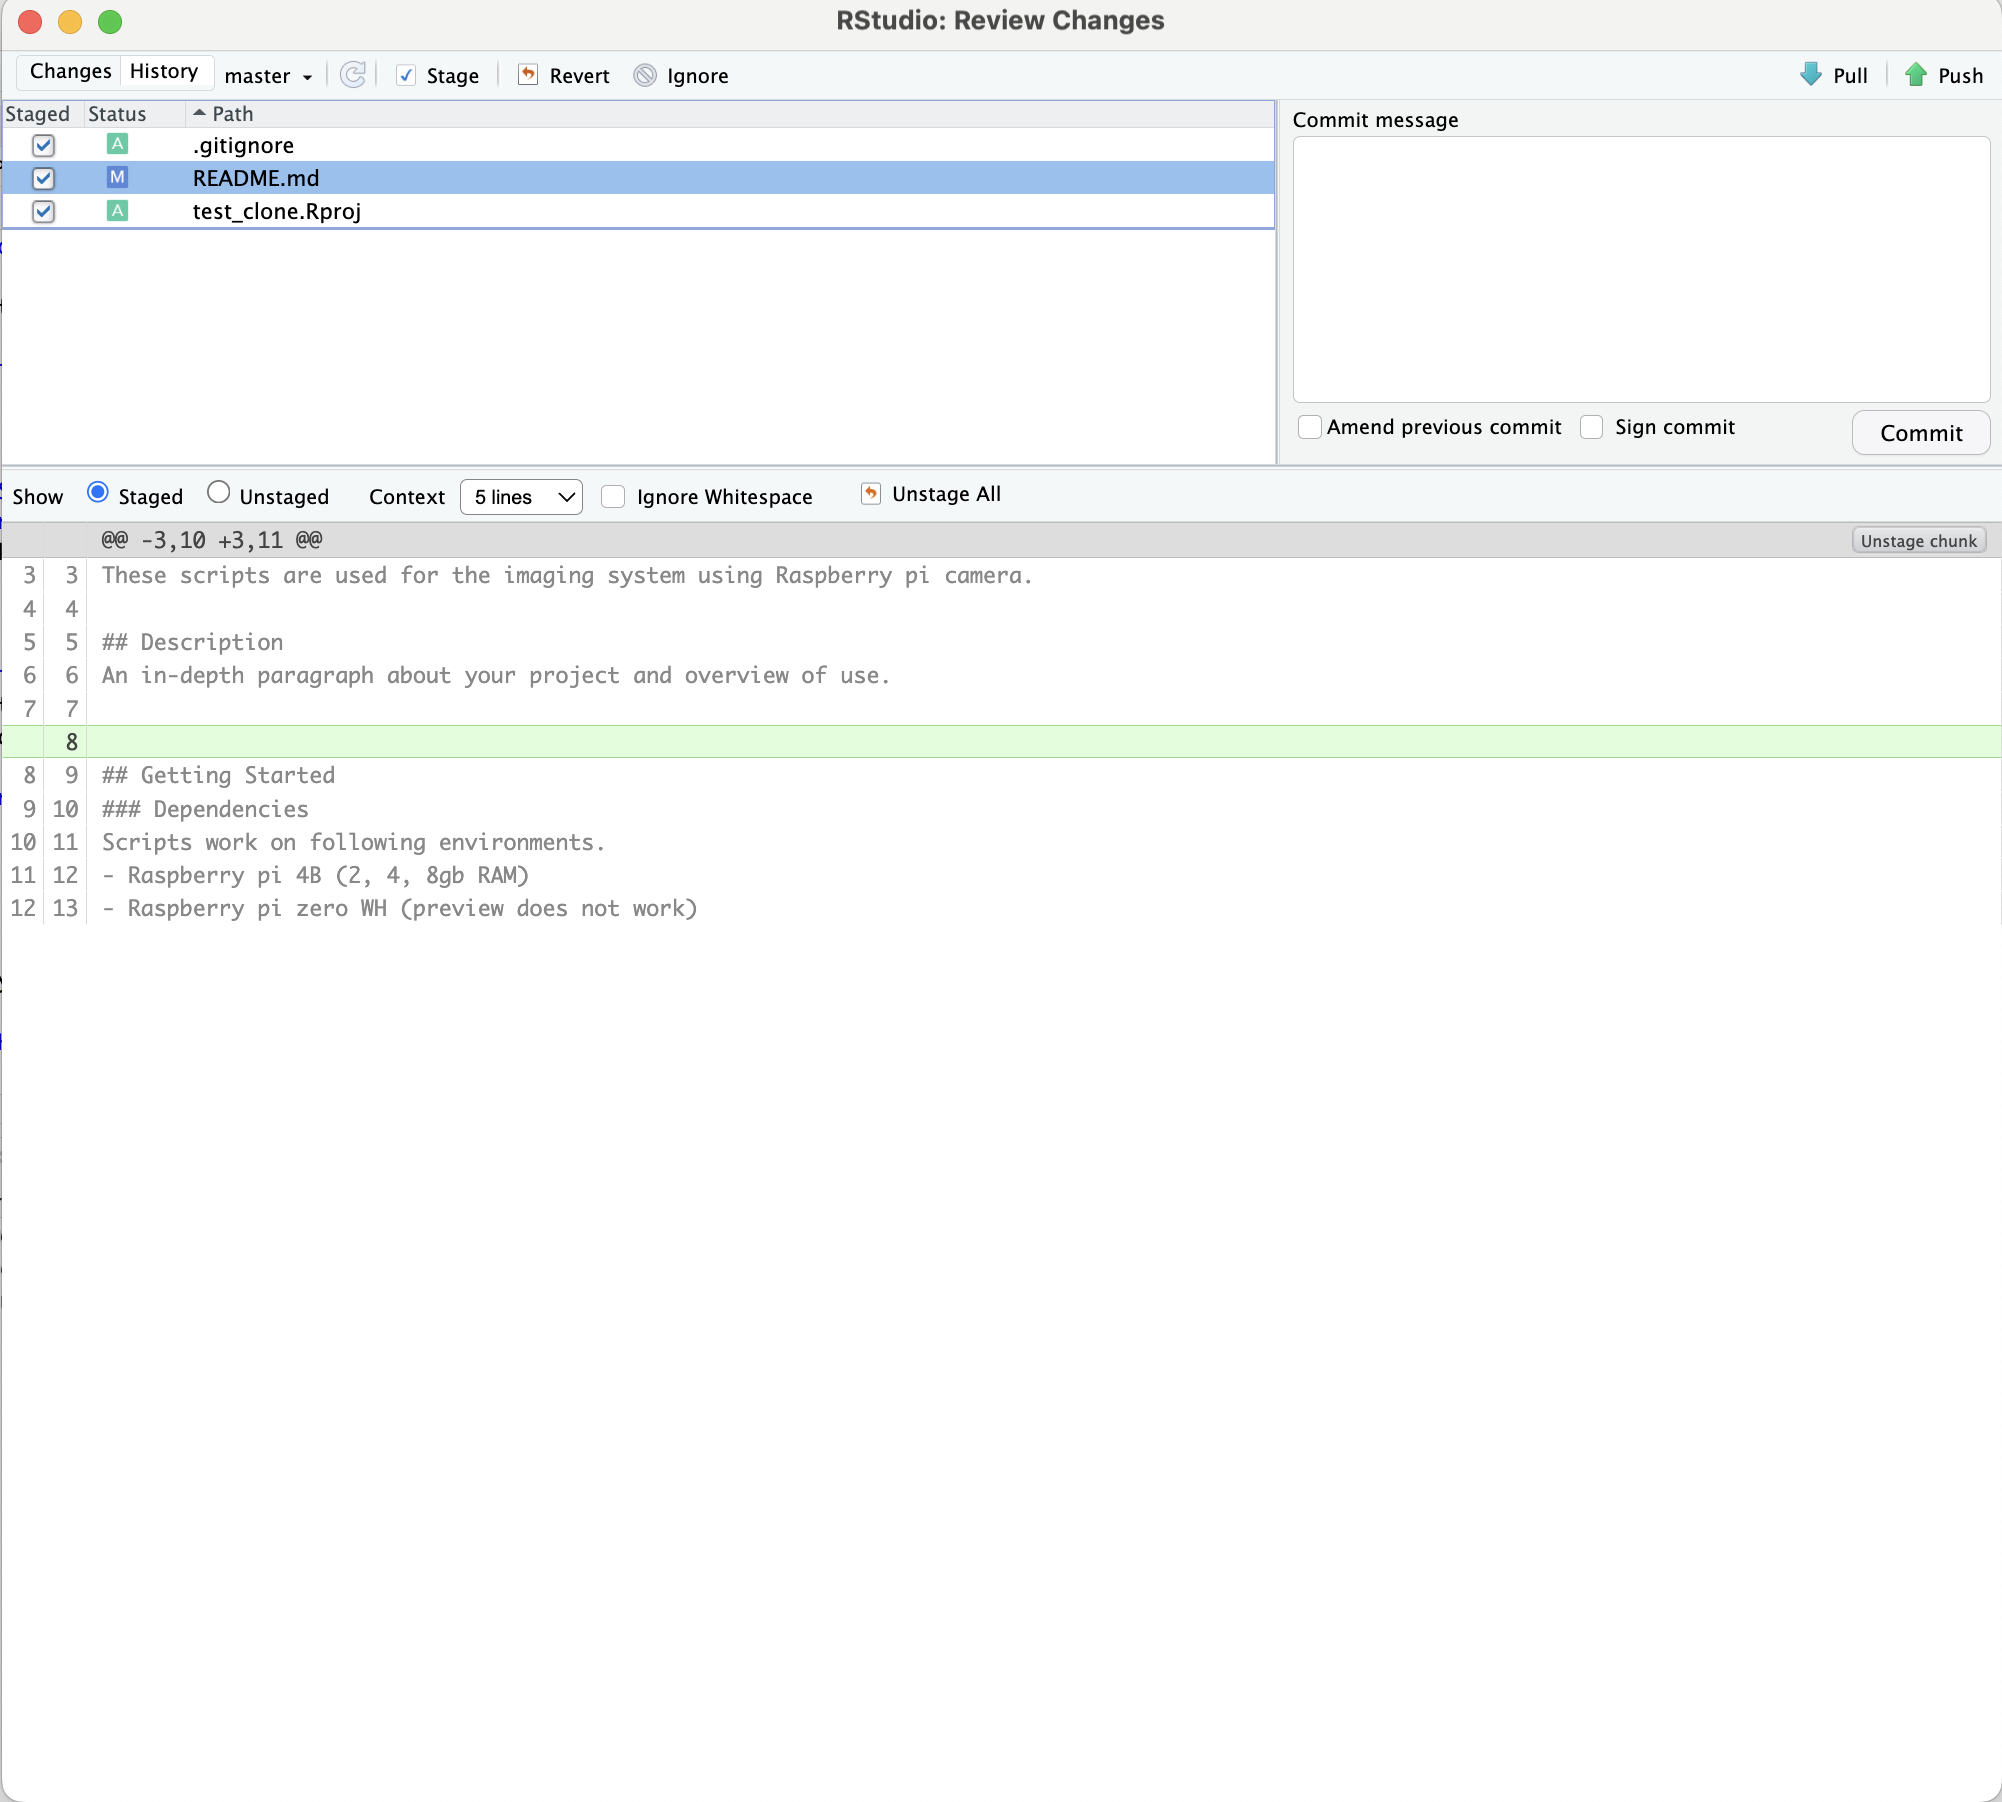 RStudio: Review Changes
Changes History master Stage Revert Ignore Pull Push
Staged Status Path
A .gitignore
M README.md
A test_clone.Rproj
Commit message
Amend previous commit Sign commit Commit
Show Staged Unstaged Context 5 lines Ignore Whitespace Unstage All
@@ -3,10 +3,11 @@ Unstage chunk
3 3 These scripts are used for the imaging system using Raspberry pi camera.
4 4
5 5 ## Description
6 6 An in-depth paragraph about your project and overview of use.
7 7
8
8 9 ## Getting Started
9 10 ### Dependencies
10 11 Scripts work on following environments.
11 12 - Raspberry pi 4B (2, 4, 8gb RAM)
12 13 - Raspberry pi zero WH (preview does not work)